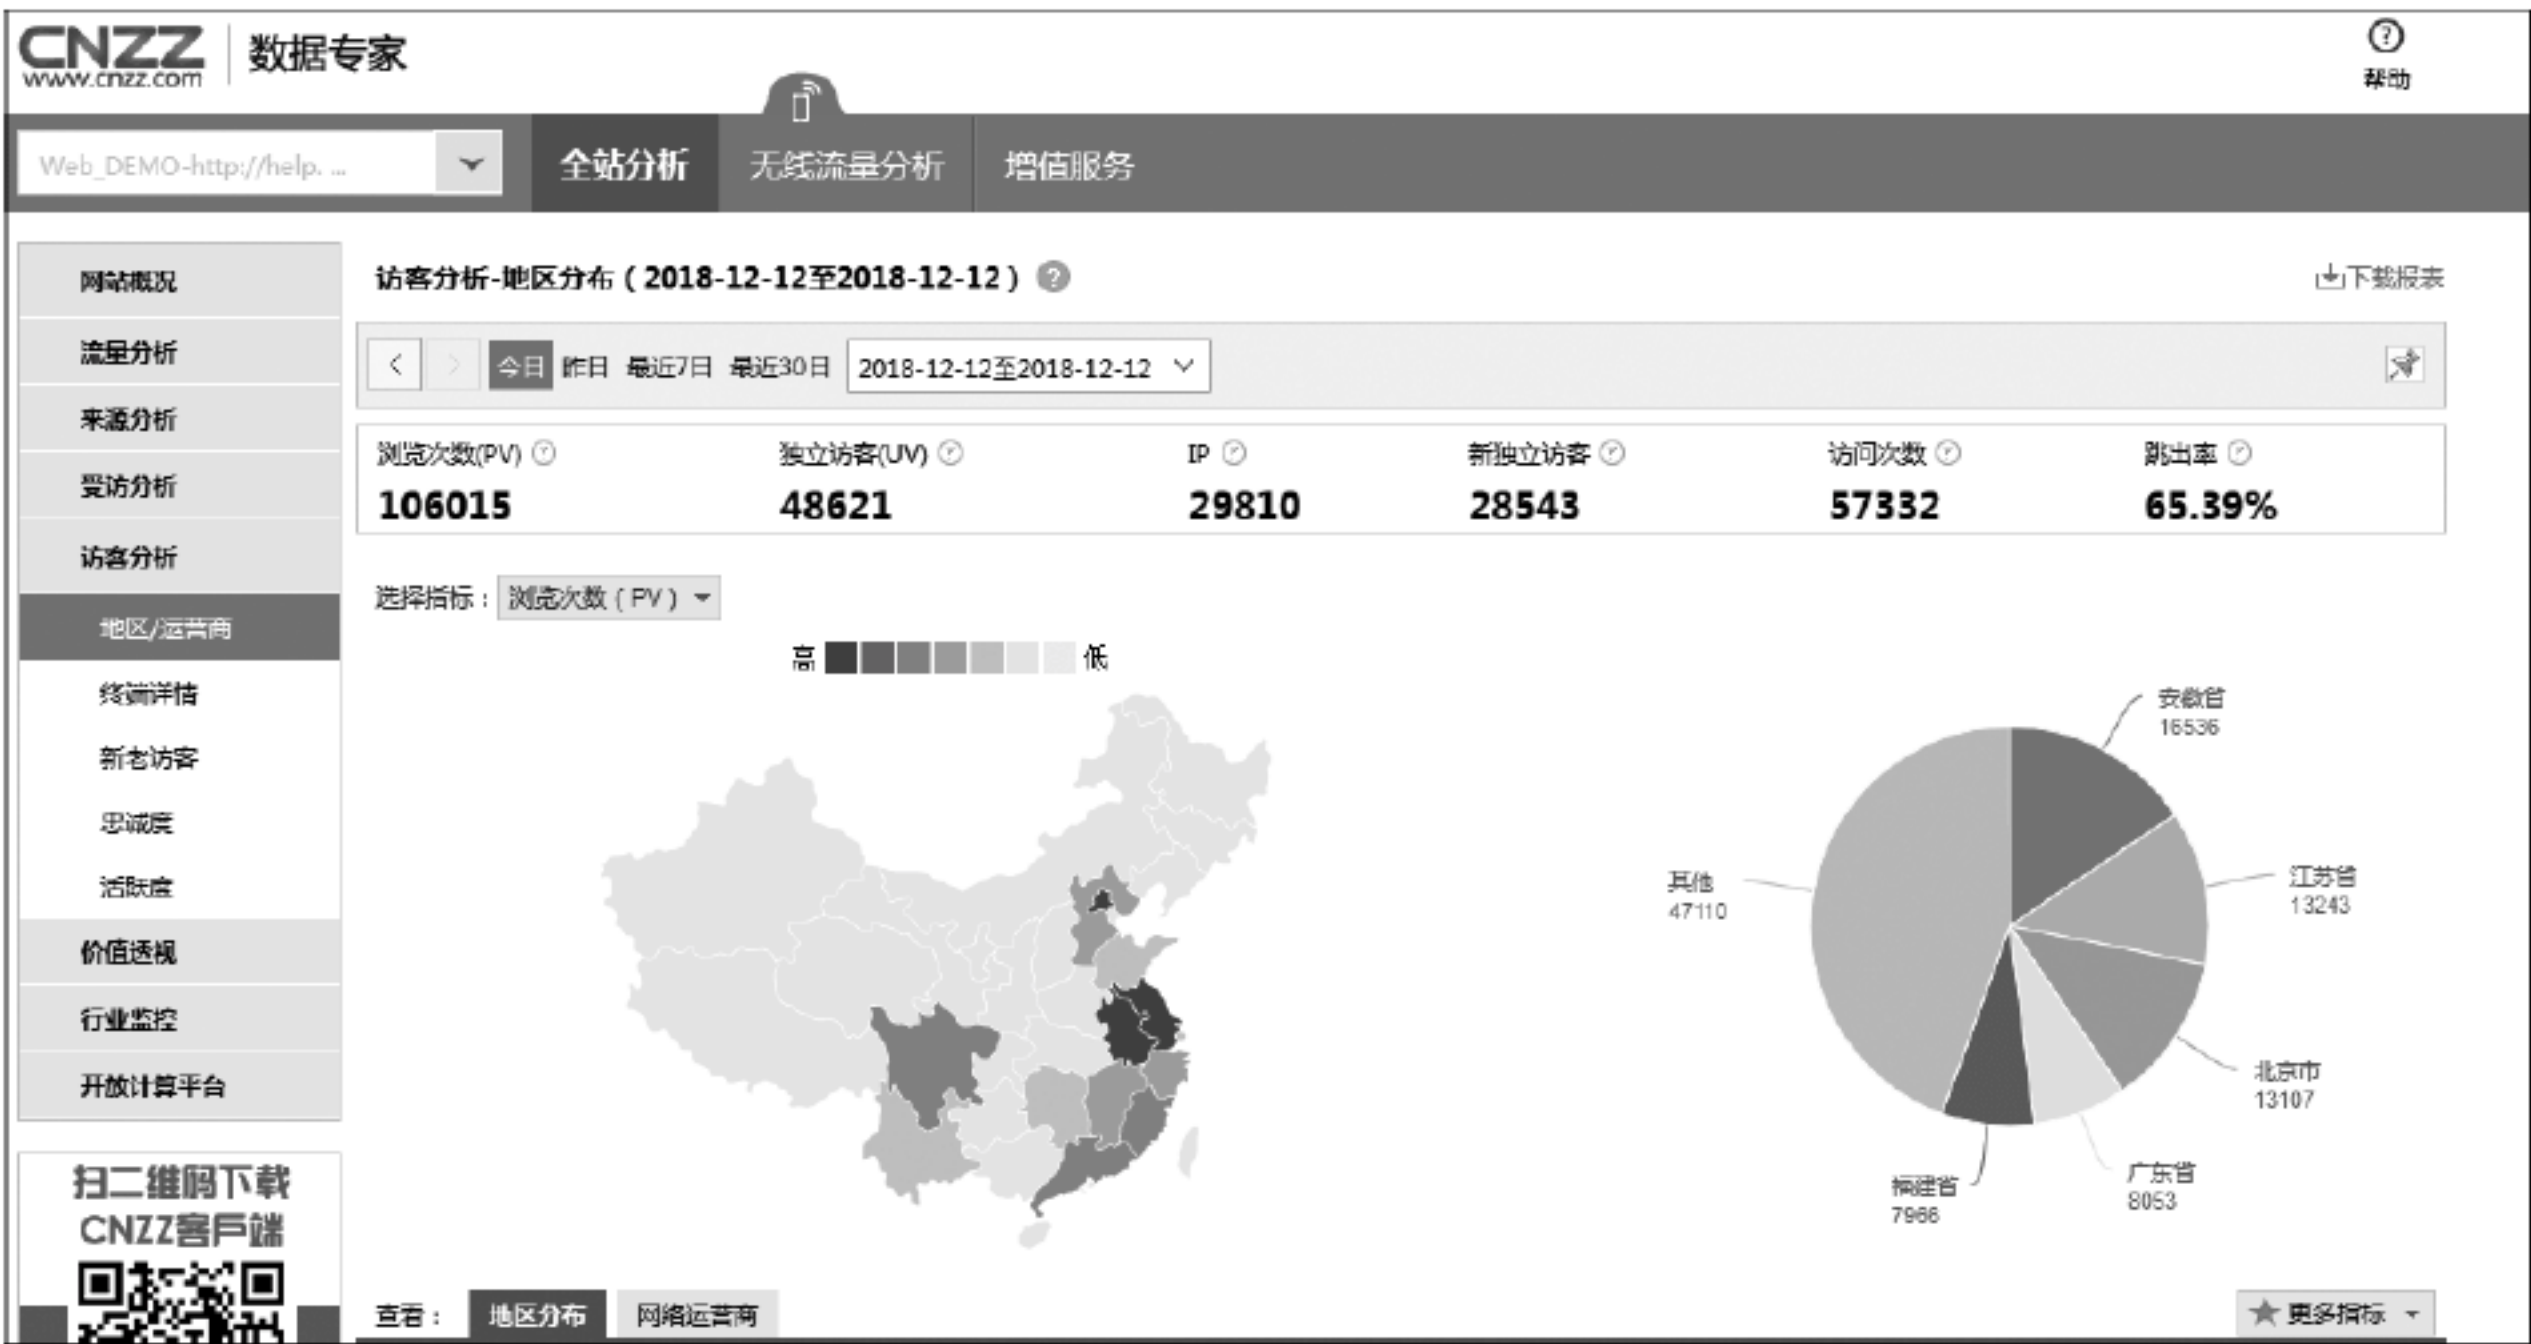 CNZZ 数据专家
www.cnzz.com
帮助
Web_DEMO-http://help. ...
全站分析 无线流量分析 增值服务
网站概况
流量分析
来源分析
受访分析
访客分析
地区/运营商
终端详情
新老访客
忠诚度
活跃度
价值透视
行业监控
开放计算平台
扫二维码下载
CNZZ客戶端
访客分析-地区分布 ( 2018-12-12至2018-12-12 )
下载报表
今日 昨日 最近7日 最近30日 2018-12-12至2018-12-12
浏览次数(PV) 独立访客(UV) IP 新独立访客 访问次数 跳出率
106015 48621 29810 28543 57332 65.39%
选择指标： 浏览次数 ( PV )
高 低
安徽省
16536
江苏省
13243
北京市
13107
广东省
8053
福建省
7966
其他
47110
查看： 地区分布 网络运营商
更多指标